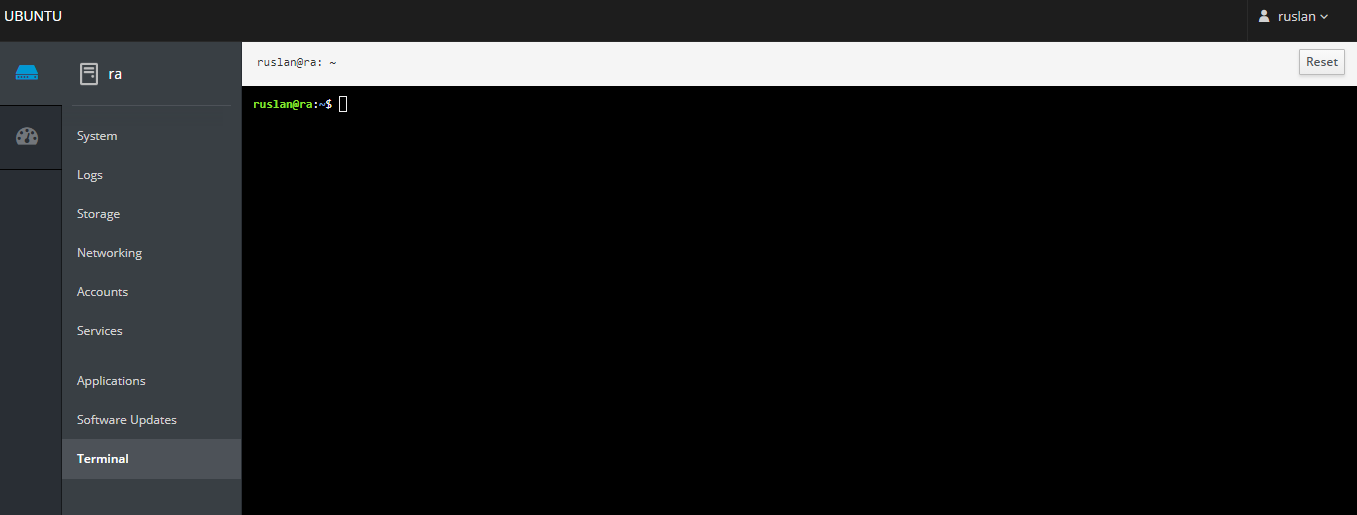 UBUNTU
ruslan
ra
System
Logs
Storage
Networking
Accounts
Services
Applications
Software Updates
Terminal
ruslan@ra: ~
Reset
ruslan@ra:~$